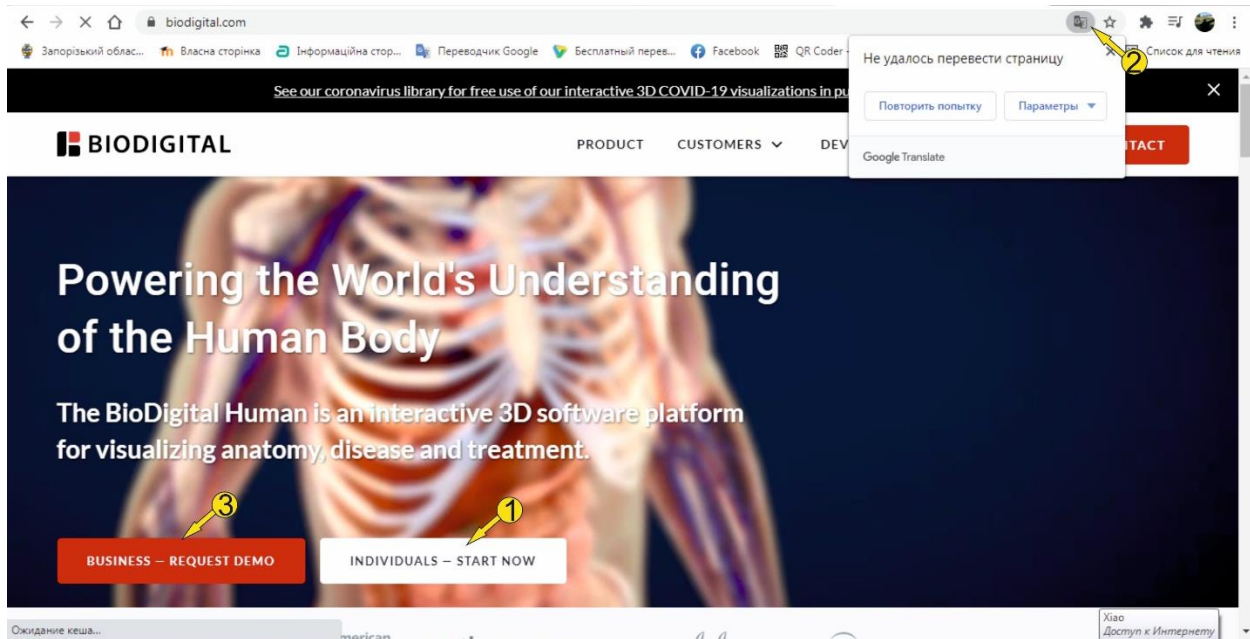 biodigital.com
Запорізький облас... Власна сторінка Інформаційна стор... Переводчик Google Бесплатный перев... Facebook QR Coder Список для чтения
Не удалось перевести страницу
2
Повторить попытку Параметры
Google Translate
See our coronavirus library for free use of our interactive 3D COVID-19 visualizations in pu
BIODIGITAL PRODUCT CUSTOMERS DEV TACT
Powering the World's Understanding
of the Human Body
The BioDigital Human is an interactive 3D software platform
for visualizing anatomy, disease and treatment.
3 1
BUSINESS – REQUEST DEMO INDIVIDUALS – START NOW
Ожидание кеша...
merican
Xiao
Доступ к Интернету